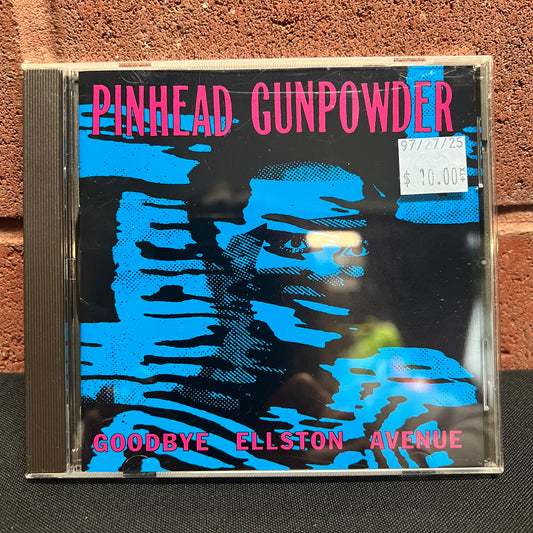 PINHEAD GUNPOWDER
97/27/25
$ 10.00
GOODBYE ELLSTON AVENUE